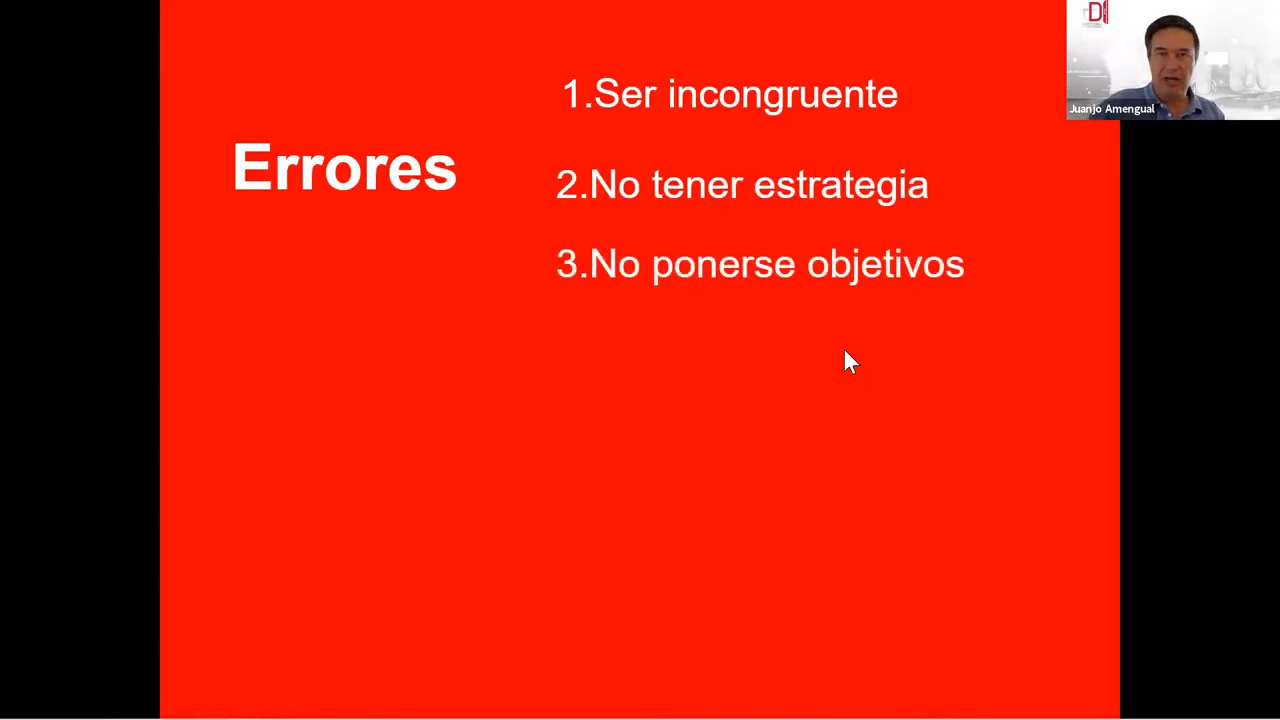 Errores
1.Ser incongruente
2.No tener estrategia
3.No ponerse objetivos
Juanjo Amengual